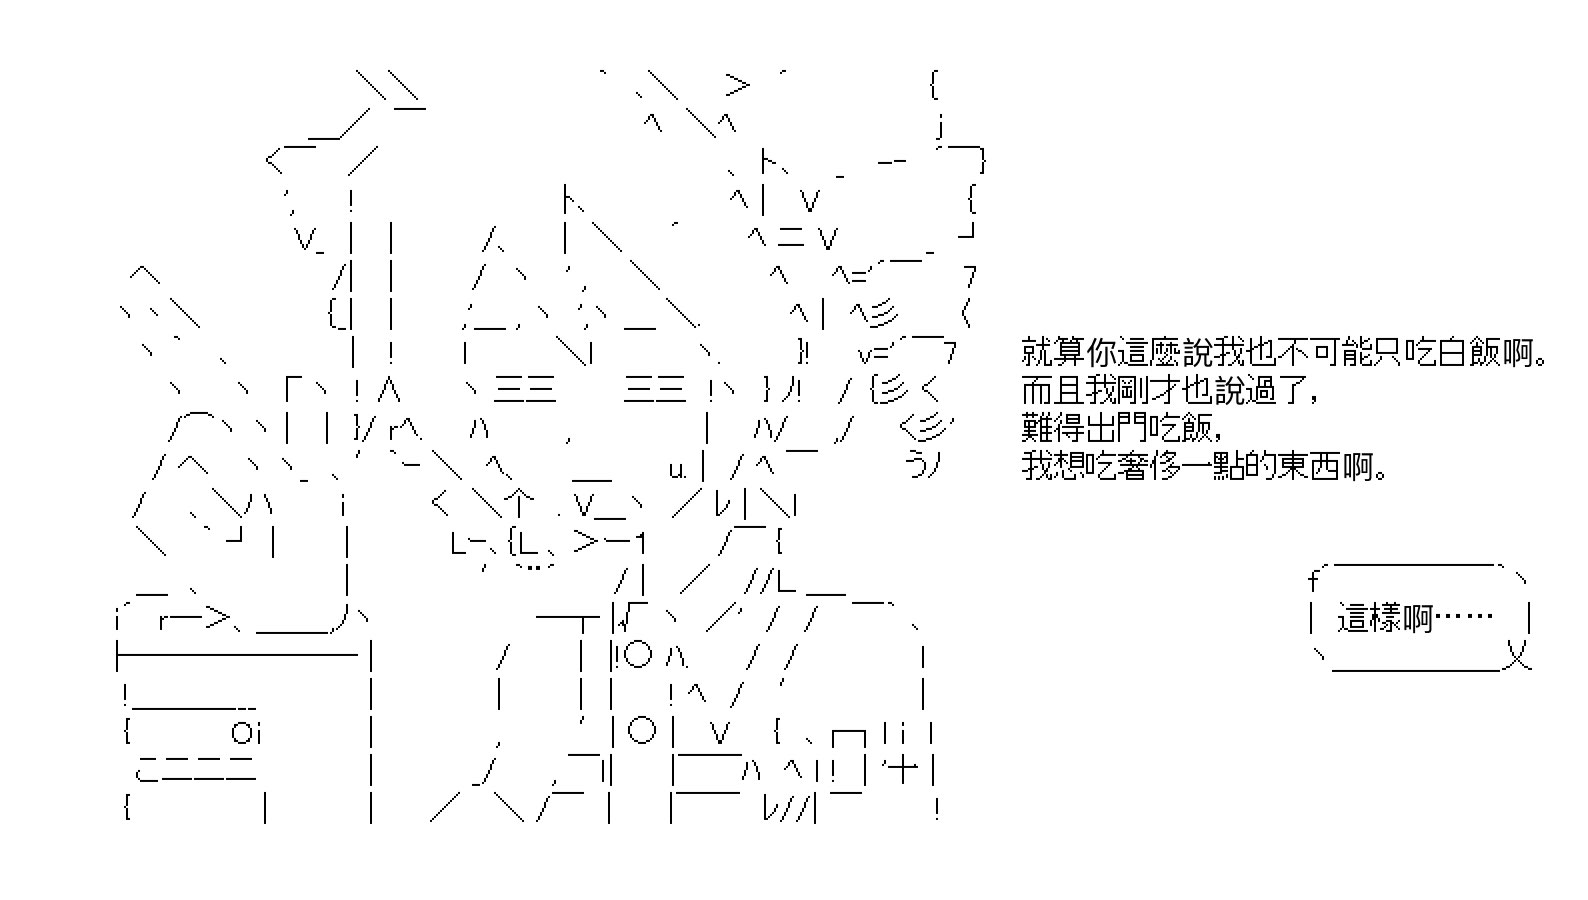 就算你這麼說我也不可能只吃白飯啊。
而且我剛才也說過了，
難得出門吃飯，
我想吃奢侈一點的東西啊。
這樣啊……